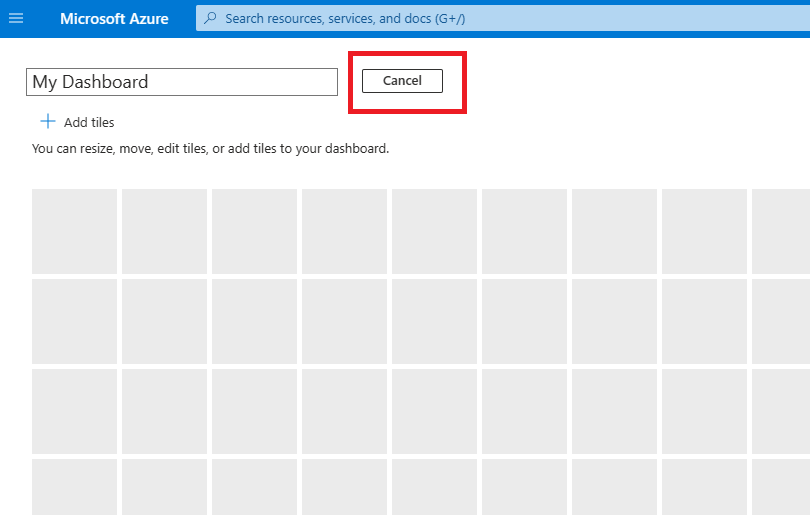 Microsoft Azure
Search resources, services, and docs (G+/)
My Dashboard
Cancel
Add tiles
You can resize, move, edit tiles, or add tiles to your dashboard.